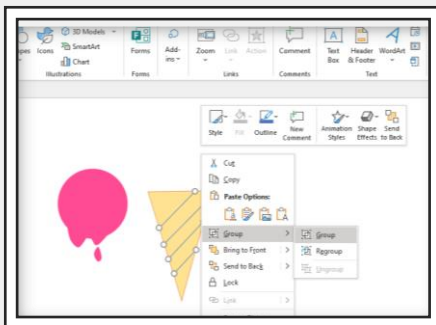 3D Models
SmartArt
Chart
Icons
Illustrations
Forms
Forms
Add-
ins
Zoom
Link
Action
Links
Comment
Comments
Text
Box
Header
& Footer
WordArt
Text
Style
Fill
Outline
New
Comment
Animation
Styles
Shape
Effects
Send
to Back
Cut
Copy
Paste Options:
Group
Bring to Front
Send to Back
Lock
Link
Group
Regroup
Ungroup